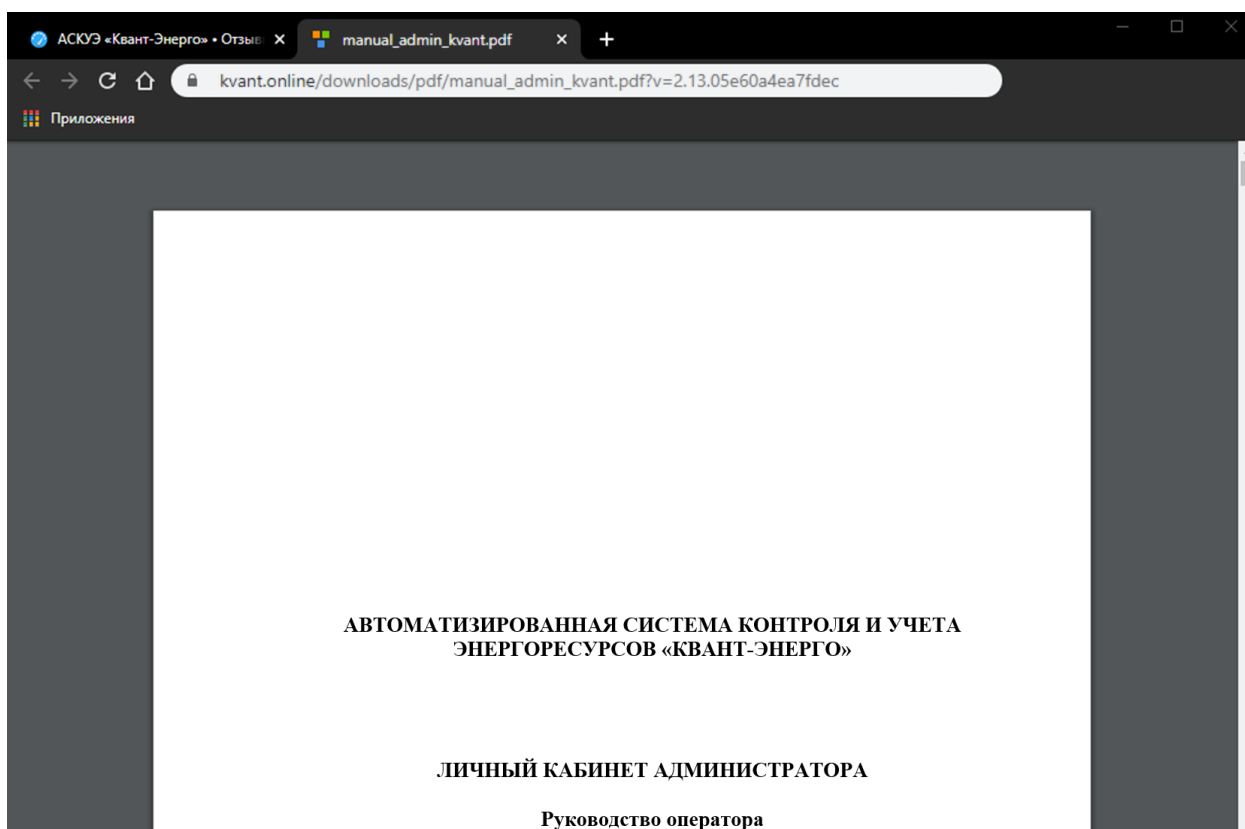 АСКУЭ «Квант-Энерго» • Отзыв
manual_admin_kvant.pdf
kvant.online/downloads/pdf/manual_admin_kvant.pdf?v=2.13.05e60a4ea7fdec
Приложения
АВТОМАТИЗИРОВАННАЯ СИСТЕМА КОНТРОЛЯ И УЧЕТА
ЭНЕРГОРЕСУРСОВ «КВАНТ-ЭНЕРГО»
ЛИЧНЫЙ КАБИНЕТ АДМИНИСТРАТОРА
Руководство оператора